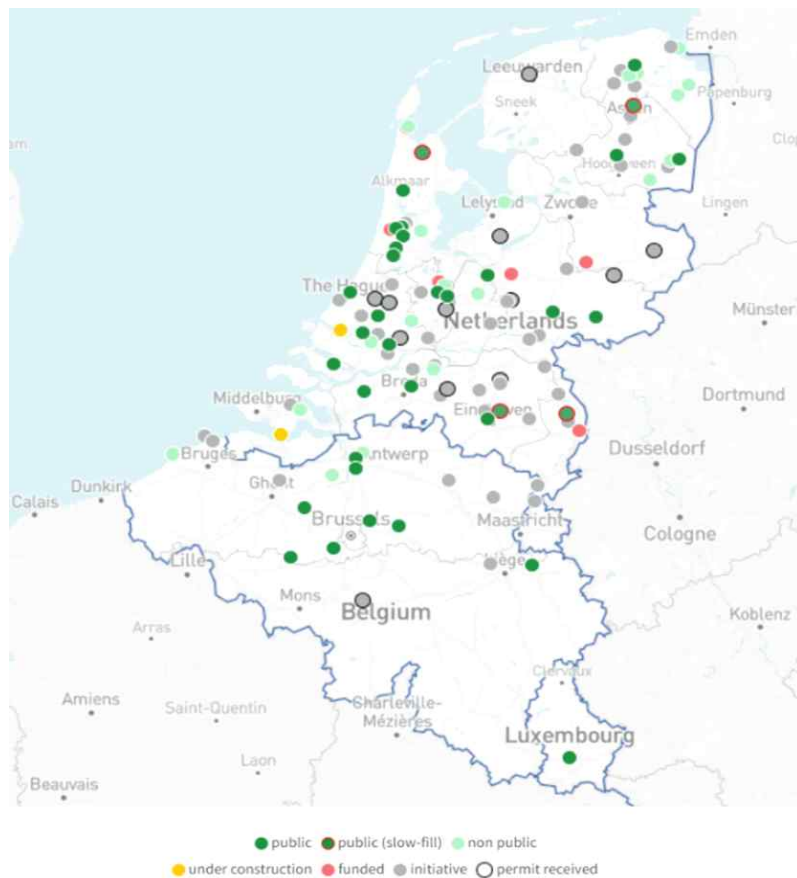 Emden
Leeuwarden
Papenburg
Sneek
Assen
Hoogeveen
Alkmaar
Lelystad Zwolle
Lingen
The Hague
Netherlands
Münster
Breda
Middelburg
Dortmund
Eindhoven
Dusseldorf
Bruges
Antwerp
Dunkirk
Ghent
Calais
Brussels
Maastricht
Cologne
Lille
Liège
Mons
Belgium
Koblenz
Arras
Clervaux
Amiens
Saint-Quentin
Charleville-
Mézières
Luxembourg
Laon
Beauvais
public public (slow-fill) non public
under construction funded initiative permit received